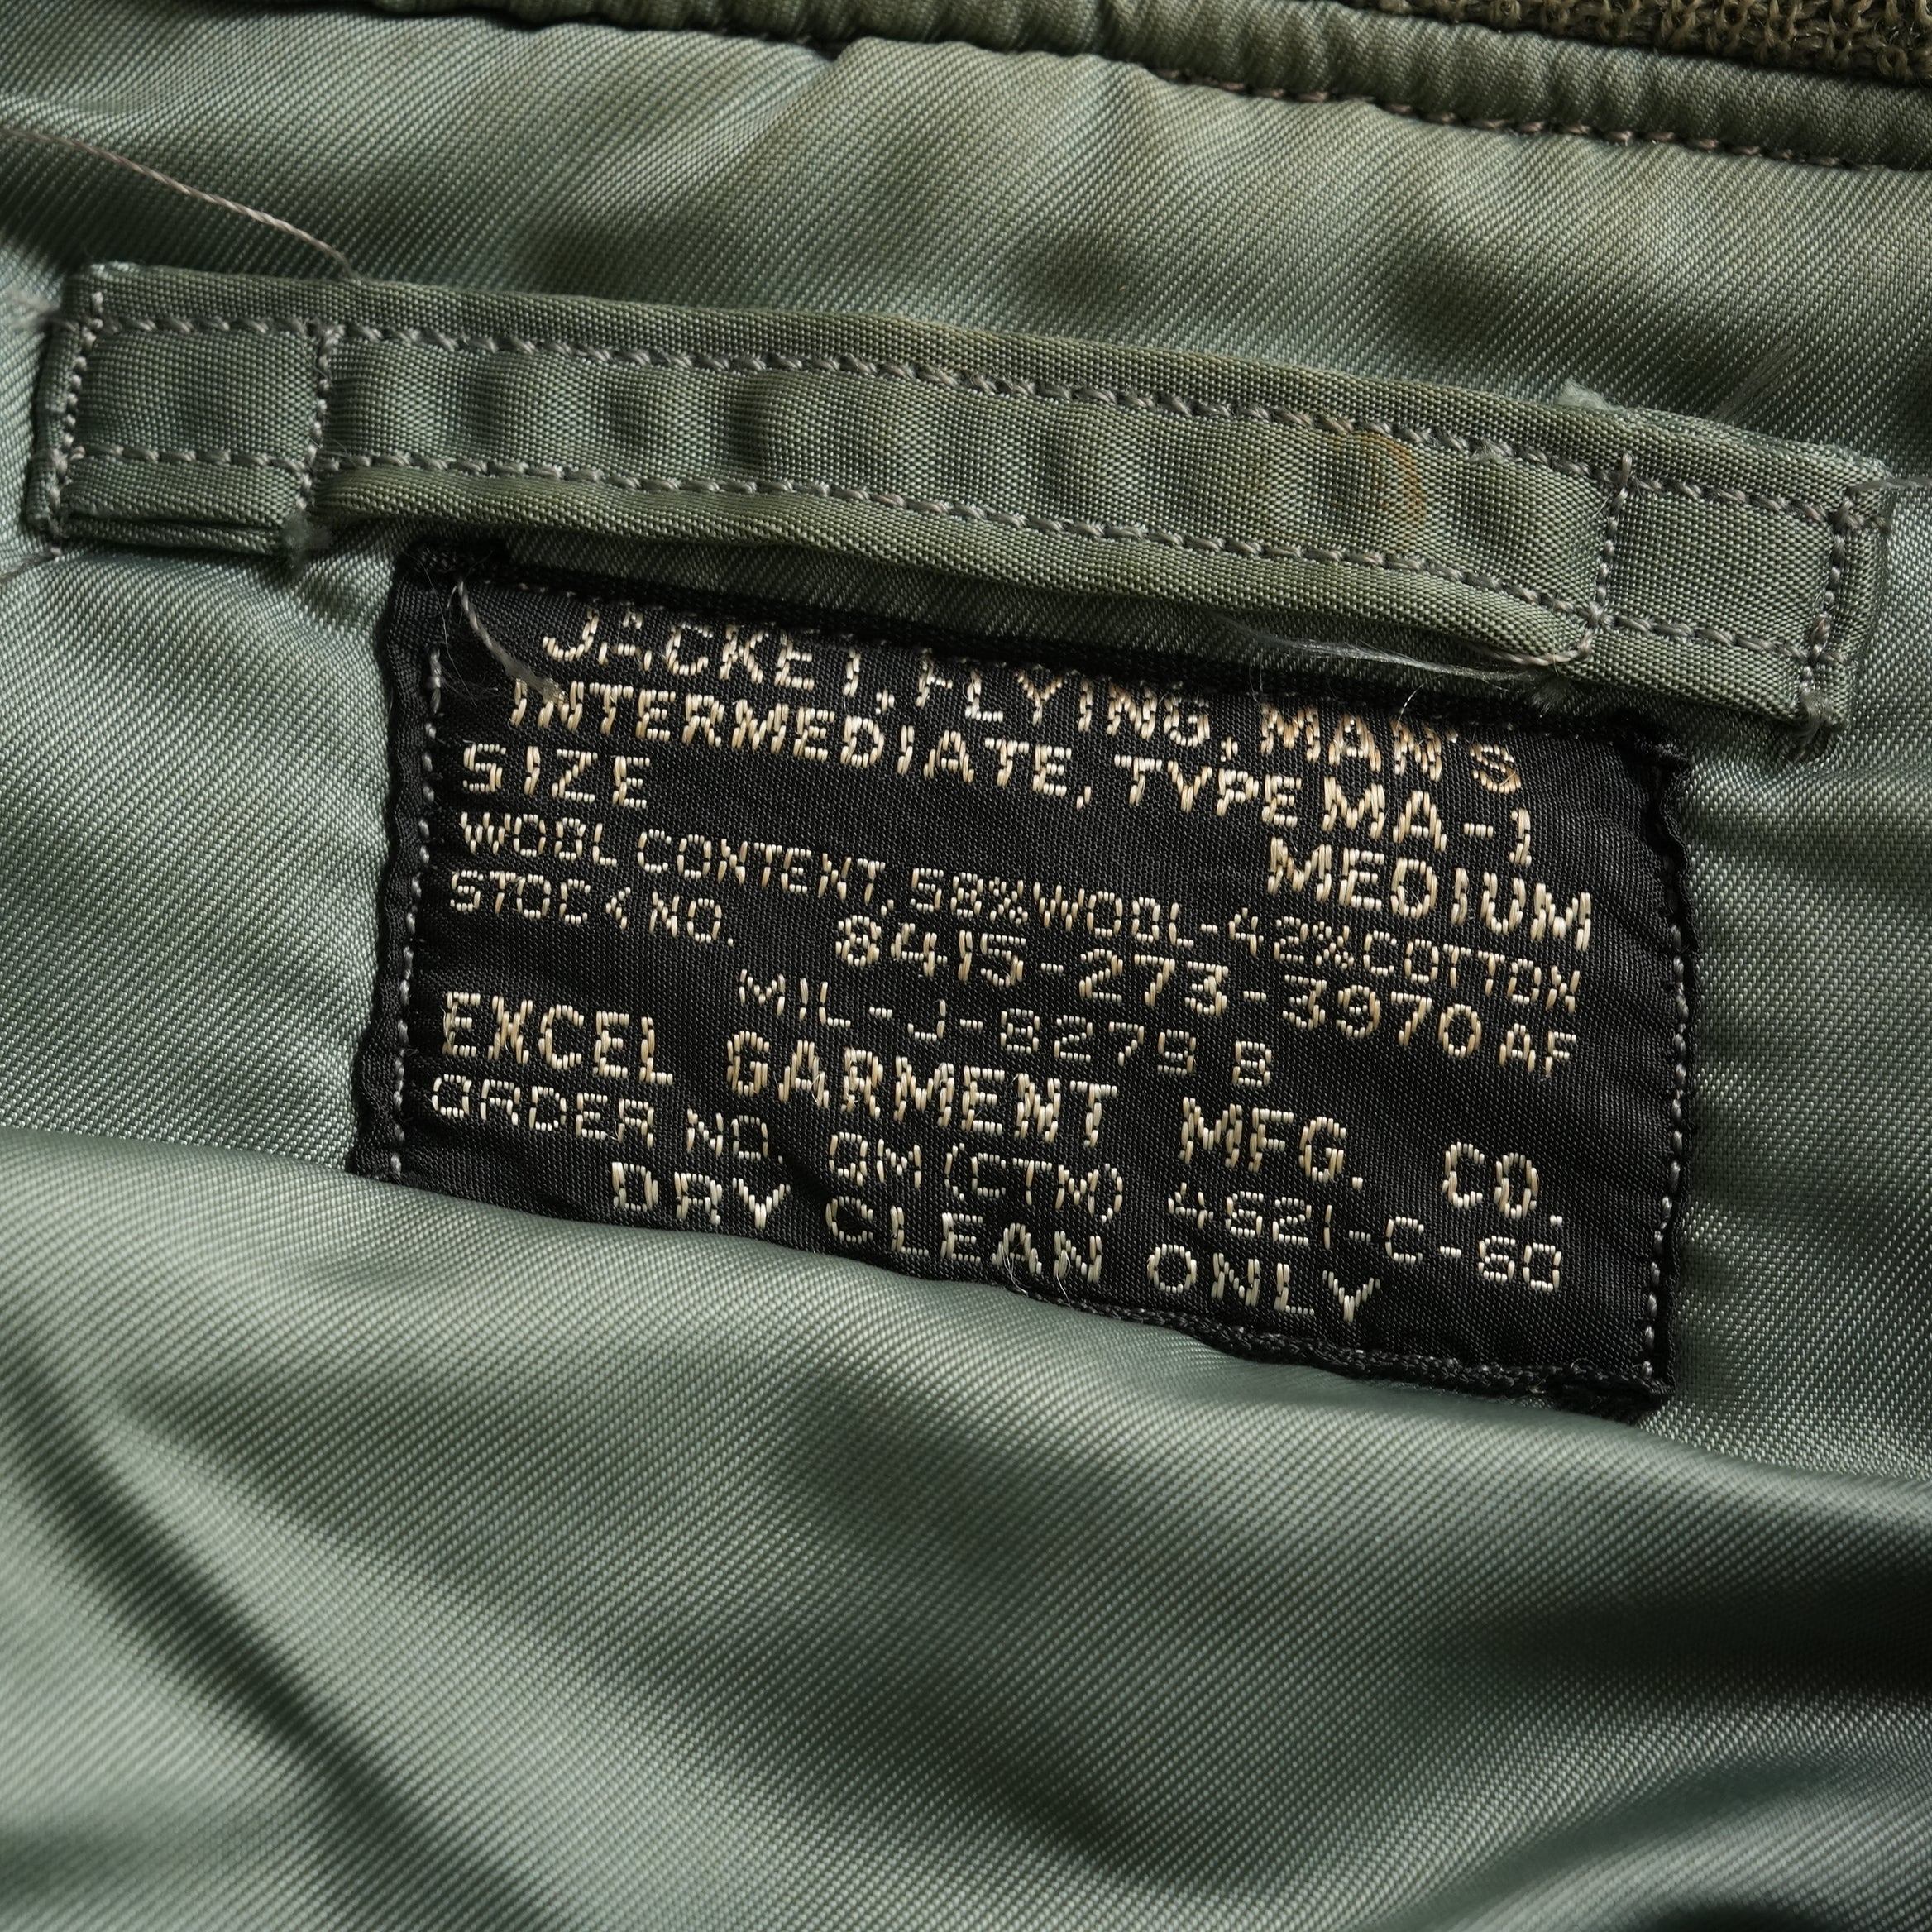 JACKET, FLYING, MAN'S
INTERMEDIATE, TYPE MA-1
SIZE MEDIUM
WOOL CONTENT, 58% WOOL-42% COTTON
STOCK NO. 8415-273-3970 AF
MIL-J-8279 B
EXCEL GARMENT MFG. CO.
ORDER NO. QM (CTM) 4621-C-60
DRY CLEAN ONLY